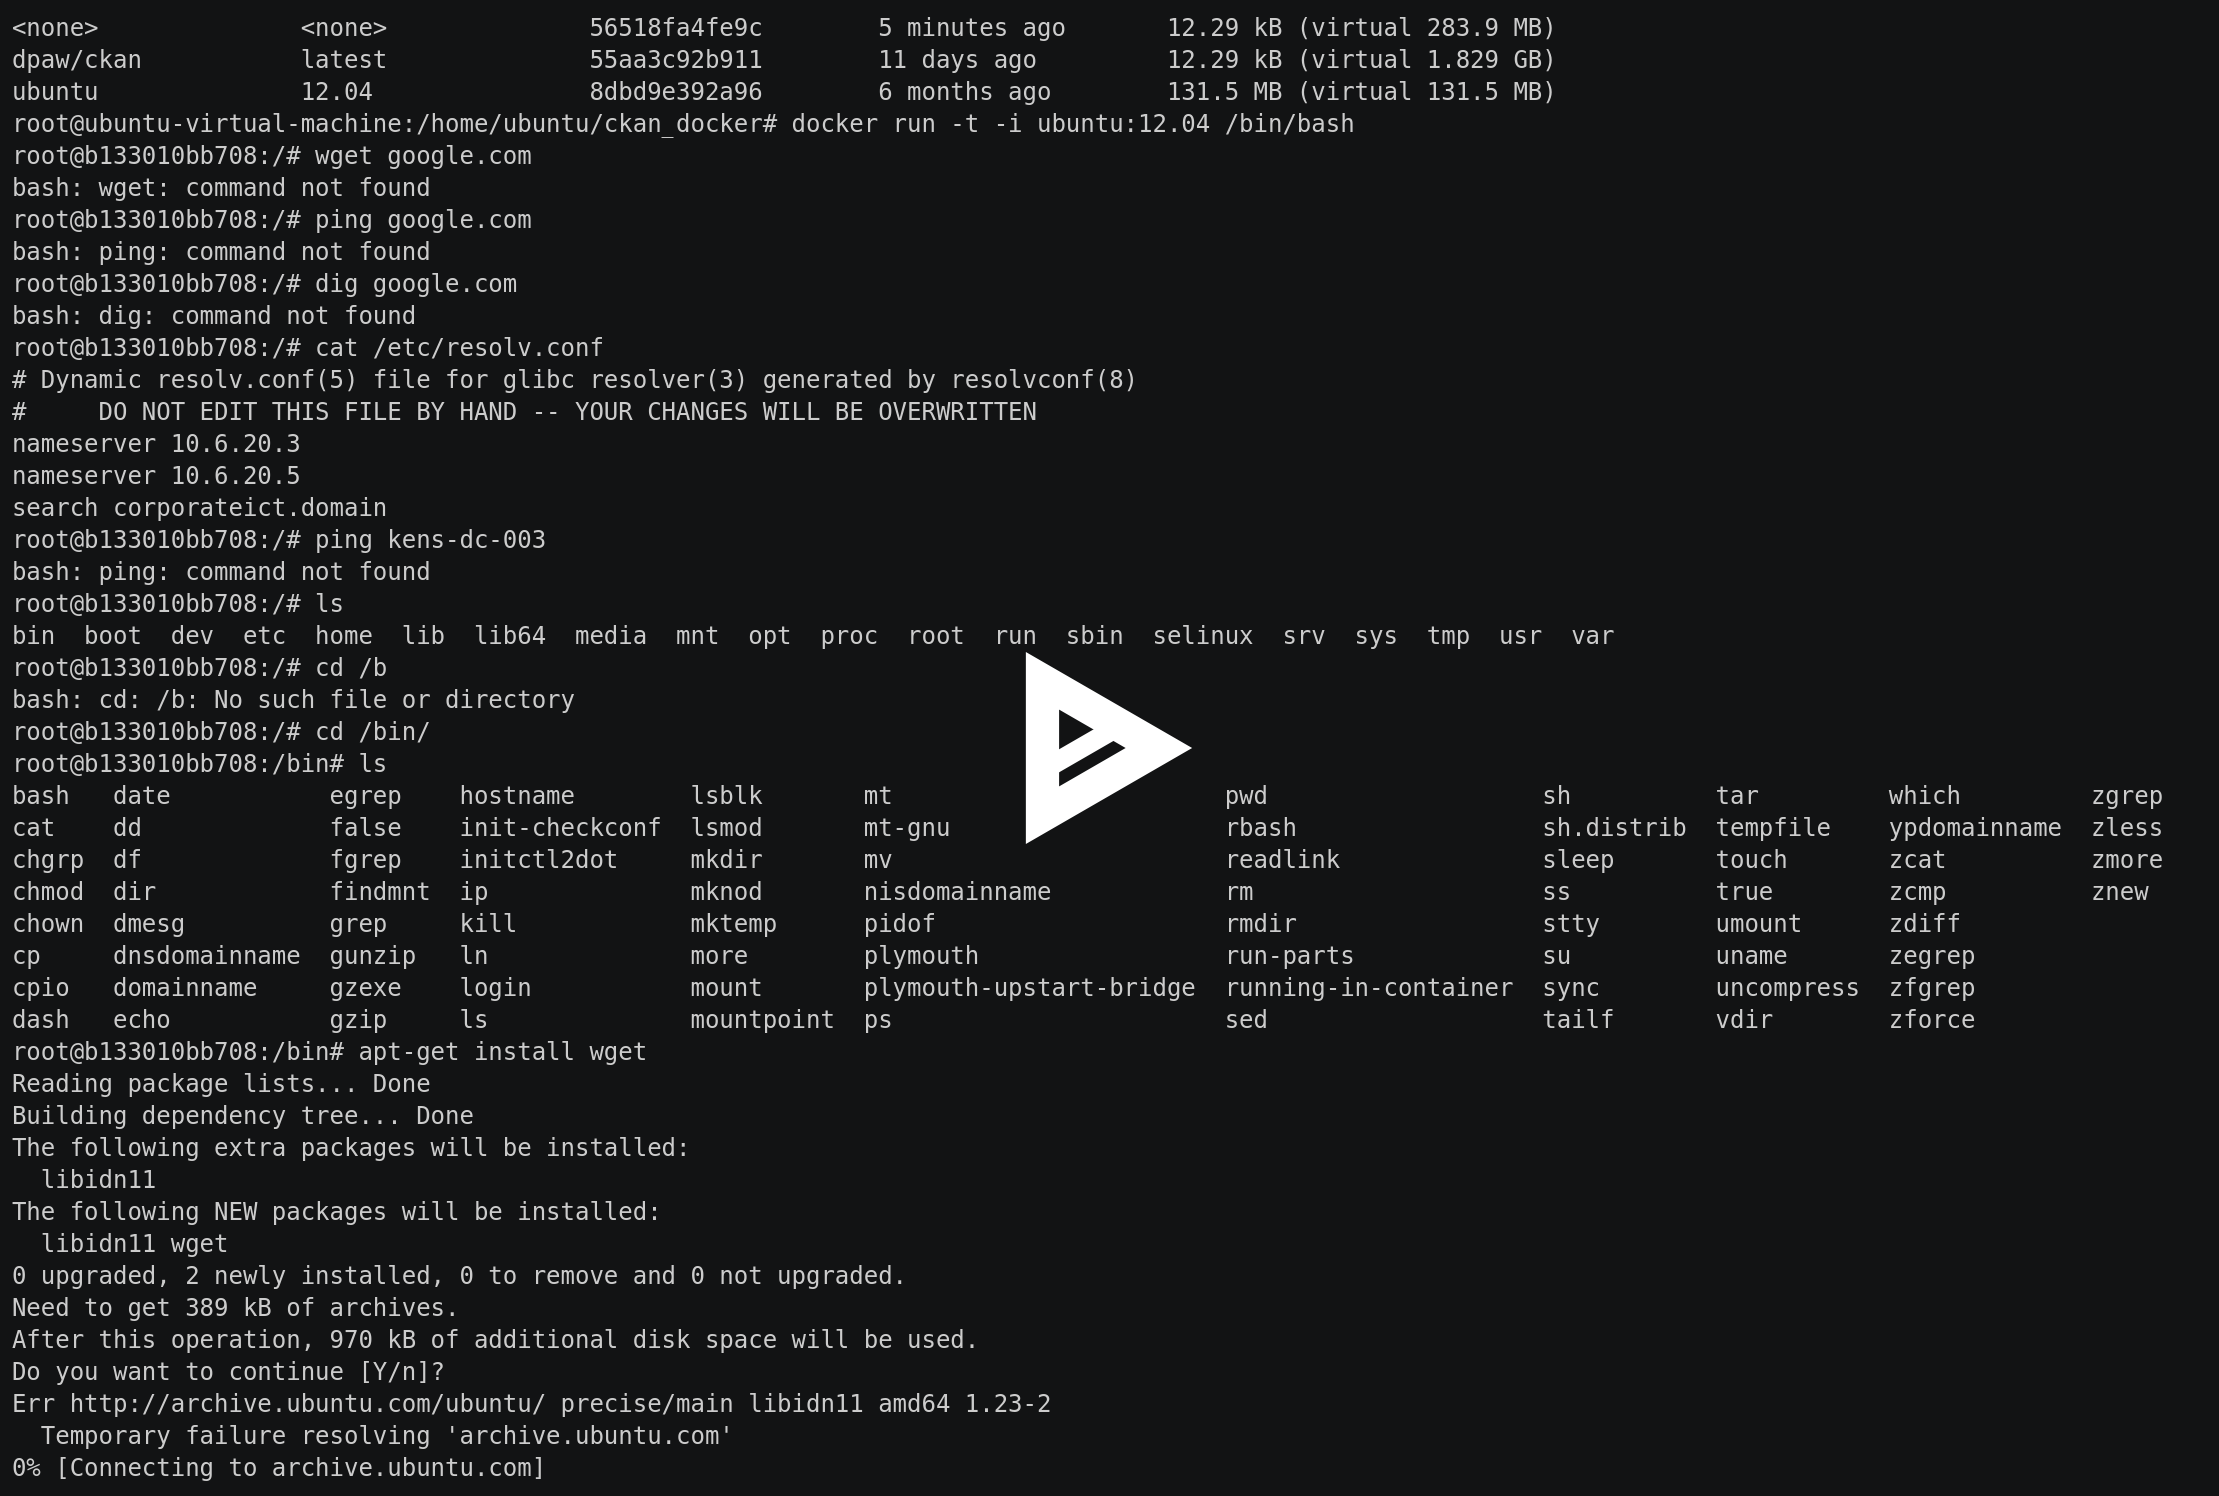 <none>              <none>              56518fa4fe9c        5 minutes ago       12.29 kB (virtual 283.9 MB)
dpaw/ckan           latest              55aa3c92b911        11 days ago         12.29 kB (virtual 1.829 GB)
ubuntu              12.04               8dbd9e392a96        6 months ago        131.5 MB (virtual 131.5 MB)
root@ubuntu-virtual-machine:/home/ubuntu/ckan_docker# docker run -t -i ubuntu:12.04 /bin/bash
root@b133010bb708:/# wget google.com
bash: wget: command not found
root@b133010bb708:/# ping google.com
bash: ping: command not found
root@b133010bb708:/# dig google.com
bash: dig: command not found
root@b133010bb708:/# cat /etc/resolv.conf
# Dynamic resolv.conf(5) file for glibc resolver(3) generated by resolvconf(8)
#     DO NOT EDIT THIS FILE BY HAND -- YOUR CHANGES WILL BE OVERWRITTEN
nameserver 10.6.20.3
nameserver 10.6.20.5
search corporateict.domain
root@b133010bb708:/# ping kens-dc-003
bash: ping: command not found
root@b133010bb708:/# ls
bin  boot  dev  etc  home  lib  lib64  media  mnt  opt  proc  root  run  sbin  selinux  srv  sys  tmp  usr  var
root@b133010bb708:/# cd /b
bash: cd: /b: No such file or directory
root@b133010bb708:/# cd /bin/
root@b133010bb708:/bin# ls
bash   date           egrep    hostname        lsblk       mt                       pwd                   sh          tar         which         zgrep
cat    dd             false    init-checkconf  lsmod       mt-gnu                   rbash                 sh.distrib  tempfile    ypdomainname  zless
chgrp  df             fgrep    initctl2dot     mkdir       mv                       readlink              sleep       touch       zcat          zmore
chmod  dir            findmnt  ip              mknod       nisdomainname            rm                    ss          true        zcmp          znew
chown  dmesg          grep     kill            mktemp      pidof                    rmdir                 stty        umount      zdiff
cp     dnsdomainname  gunzip   ln              more        plymouth                 run-parts             su          uname       zegrep
cpio   domainname     gzexe    login           mount       plymouth-upstart-bridge  running-in-container  sync        uncompress  zfgrep
dash   echo           gzip     ls              mountpoint  ps                       sed                   tailf       vdir        zforce
root@b133010bb708:/bin# apt-get install wget
Reading package lists... Done
Building dependency tree... Done
The following extra packages will be installed:
  libidn11
The following NEW packages will be installed:
  libidn11 wget
0 upgraded, 2 newly installed, 0 to remove and 0 not upgraded.
Need to get 389 kB of archives.
After this operation, 970 kB of additional disk space will be used.
Do you want to continue [Y/n]?
Err http://archive.ubuntu.com/ubuntu/ precise/main libidn11 amd64 1.23-2
  Temporary failure resolving 'archive.ubuntu.com'
0% [Connecting to archive.ubuntu.com]